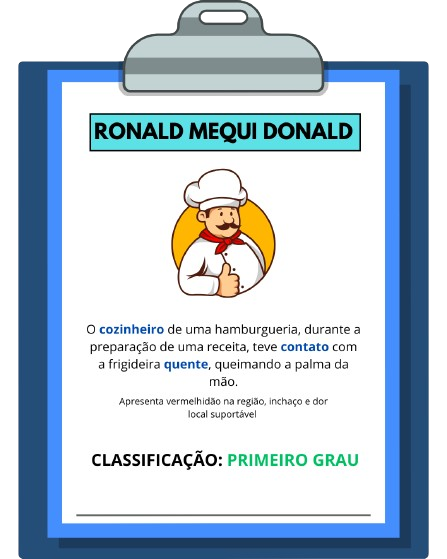 RONALD MEQUI DONALD
O cozinheiro de uma hamburgueria, durante a
preparação de uma receita, teve contato com
a frigideira quente, queimando a palma da
mão.
Apresenta vermelhidão na região, inchaço e dor
local suportável
CLASSIFICAÇÃO: PRIMEIRO GRAU